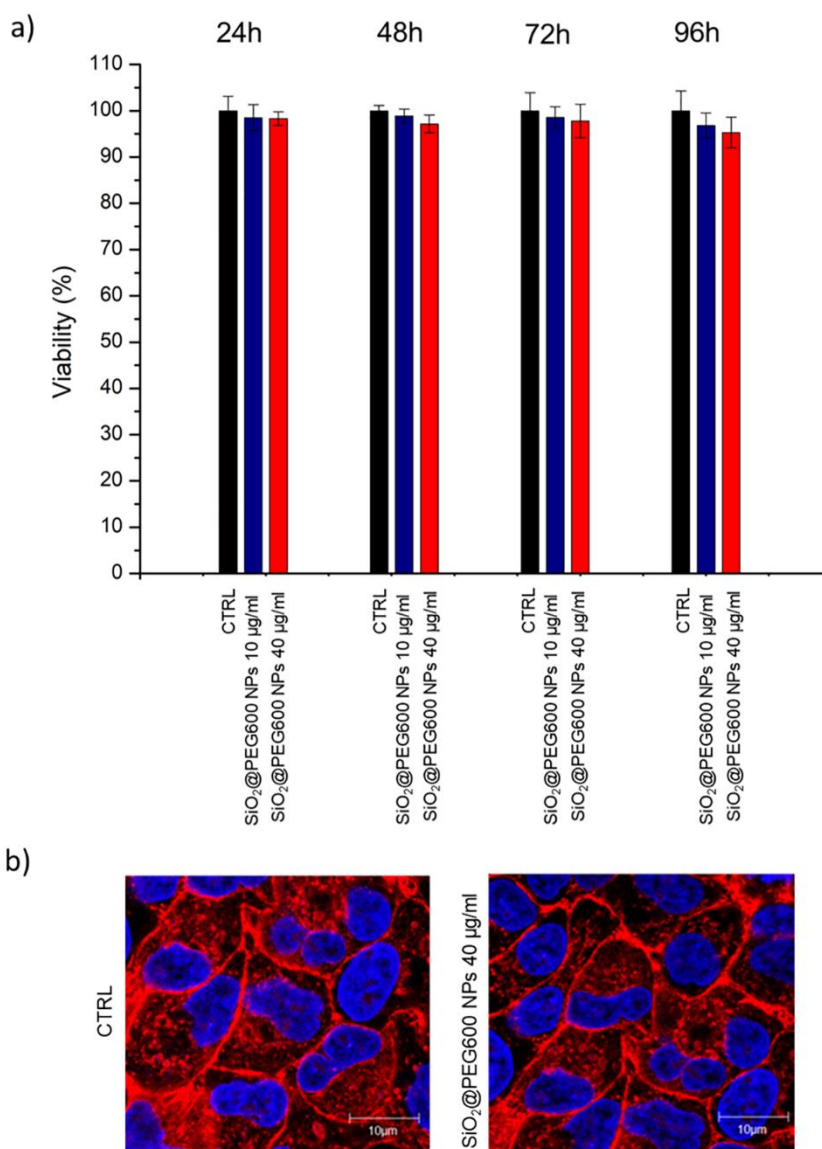 a)
24h 48h 72h 96h
110
100
90
80
70
60
50
40
30
20
10
0
Viability (%)
CTRL
SiO₂@PEG600 NPs 10 µg/ml
SiO₂@PEG600 NPs 40 µg/ml
CTRL
SiO₂@PEG600 NPs 10 µg/ml
SiO₂@PEG600 NPs 40 µg/ml
CTRL
SiO₂@PEG600 NPs 10 µg/ml
SiO₂@PEG600 NPs 40 µg/ml
CTRL
SiO₂@PEG600 NPs 10 µg/ml
SiO₂@PEG600 NPs 40 µg/ml
b)
CTRL
10µm
SiO₂@PEG600 NPs 40 µg/ml
10µm